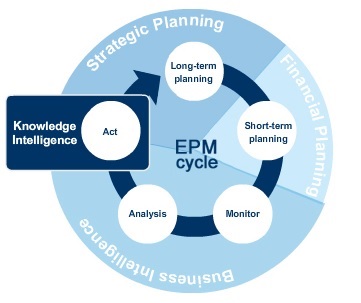 Strategic Planning
Long-term
planning
Financial Planning
Knowledge
Intelligence
Act
Short-term
planning
EPM
cycle
Analysis
Monitor
Business Intelligence